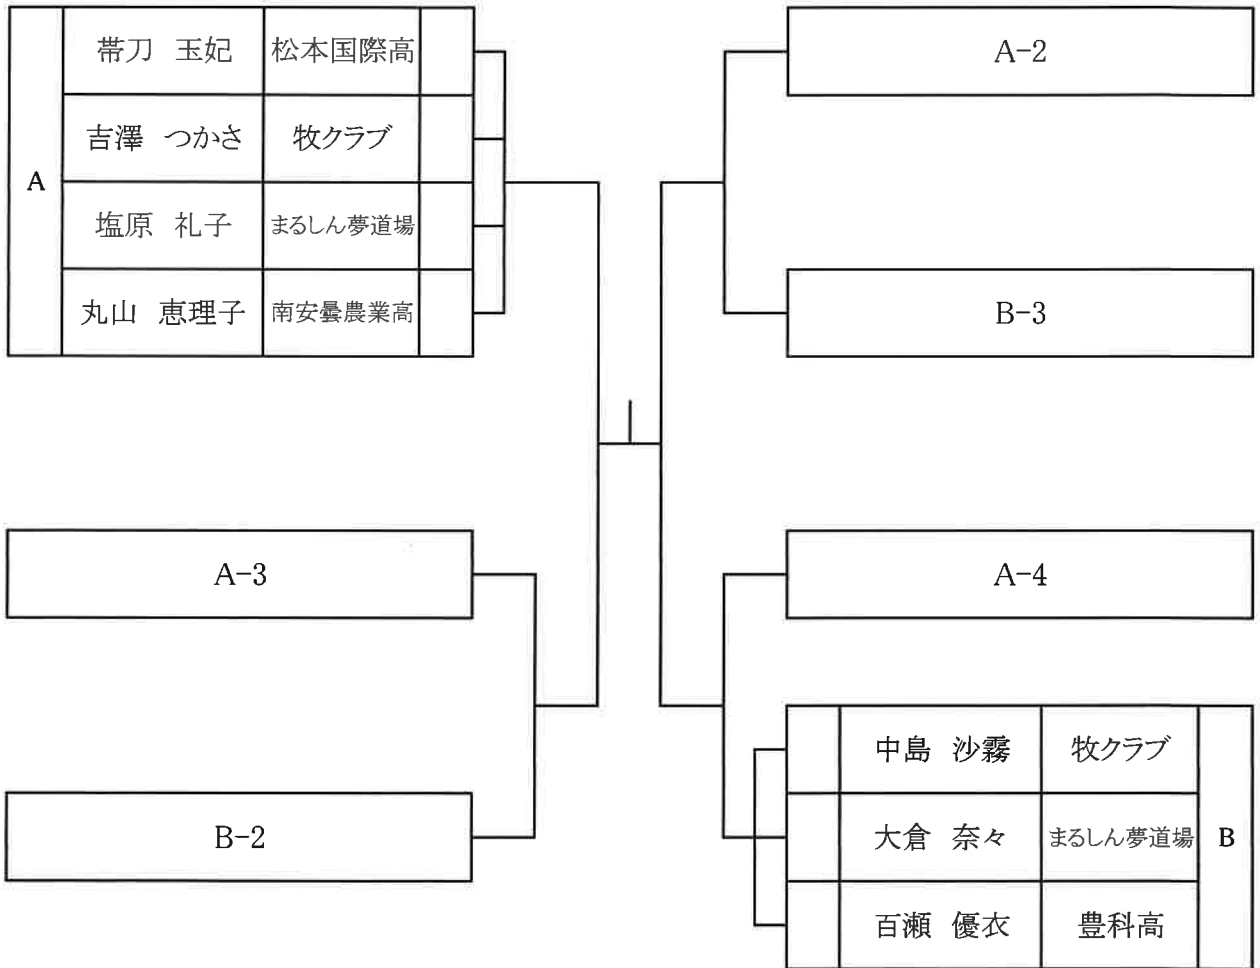 A
帯刀 玉妃 松本国際高
吉澤 つかさ 牧クラブ
塩原 礼子 まるしん夢道場
丸山 恵理子 南安曇農業高
A-2
B-3
A-3
B-2
A-4
中島 沙霧 牧クラブ
大倉 奈々 まるしん夢道場
百瀬 優衣 豊科高
B